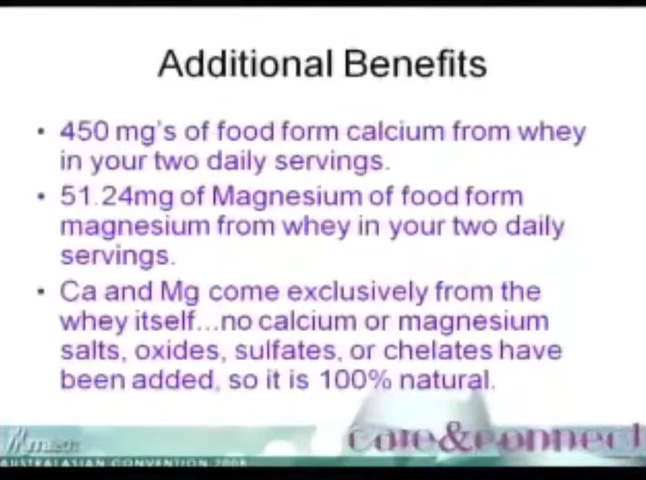 Additional Benefits
• 450 mg's of food form calcium from whey
in your two daily servings.
• 51.24mg of Magnesium of food form
magnesium from whey in your two daily
servings.
• Ca and Mg come exclusively from the
whey itself...no calcium or magnesium
salts, oxides, sulfates, or chelates have
been added, so it is 100% natural.
care&connect
AUSTRALASIAN CONVENTION